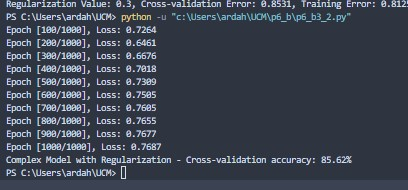 Regularization Value: 0.3, Cross-validation Error: 0.8531, Training Error: 0.8125
PS C:\Users\ardah\UCM> python -u "c:\Users\ardah\UCM\p6_b\p6_b3_2.py"
Epoch [100/1000], Loss: 0.7264
Epoch [200/1000], Loss: 0.6461
Epoch [300/1000], Loss: 0.6676
Epoch [400/1000], Loss: 0.7018
Epoch [500/1000], Loss: 0.7309
Epoch [600/1000], Loss: 0.7505
Epoch [700/1000], Loss: 0.7605
Epoch [800/1000], Loss: 0.7655
Epoch [900/1000], Loss: 0.7677
Epoch [1000/1000], Loss: 0.7687
Complex Model with Regularization - Cross-validation accuracy: 85.62%
PS C:\Users\ardah\UCM>